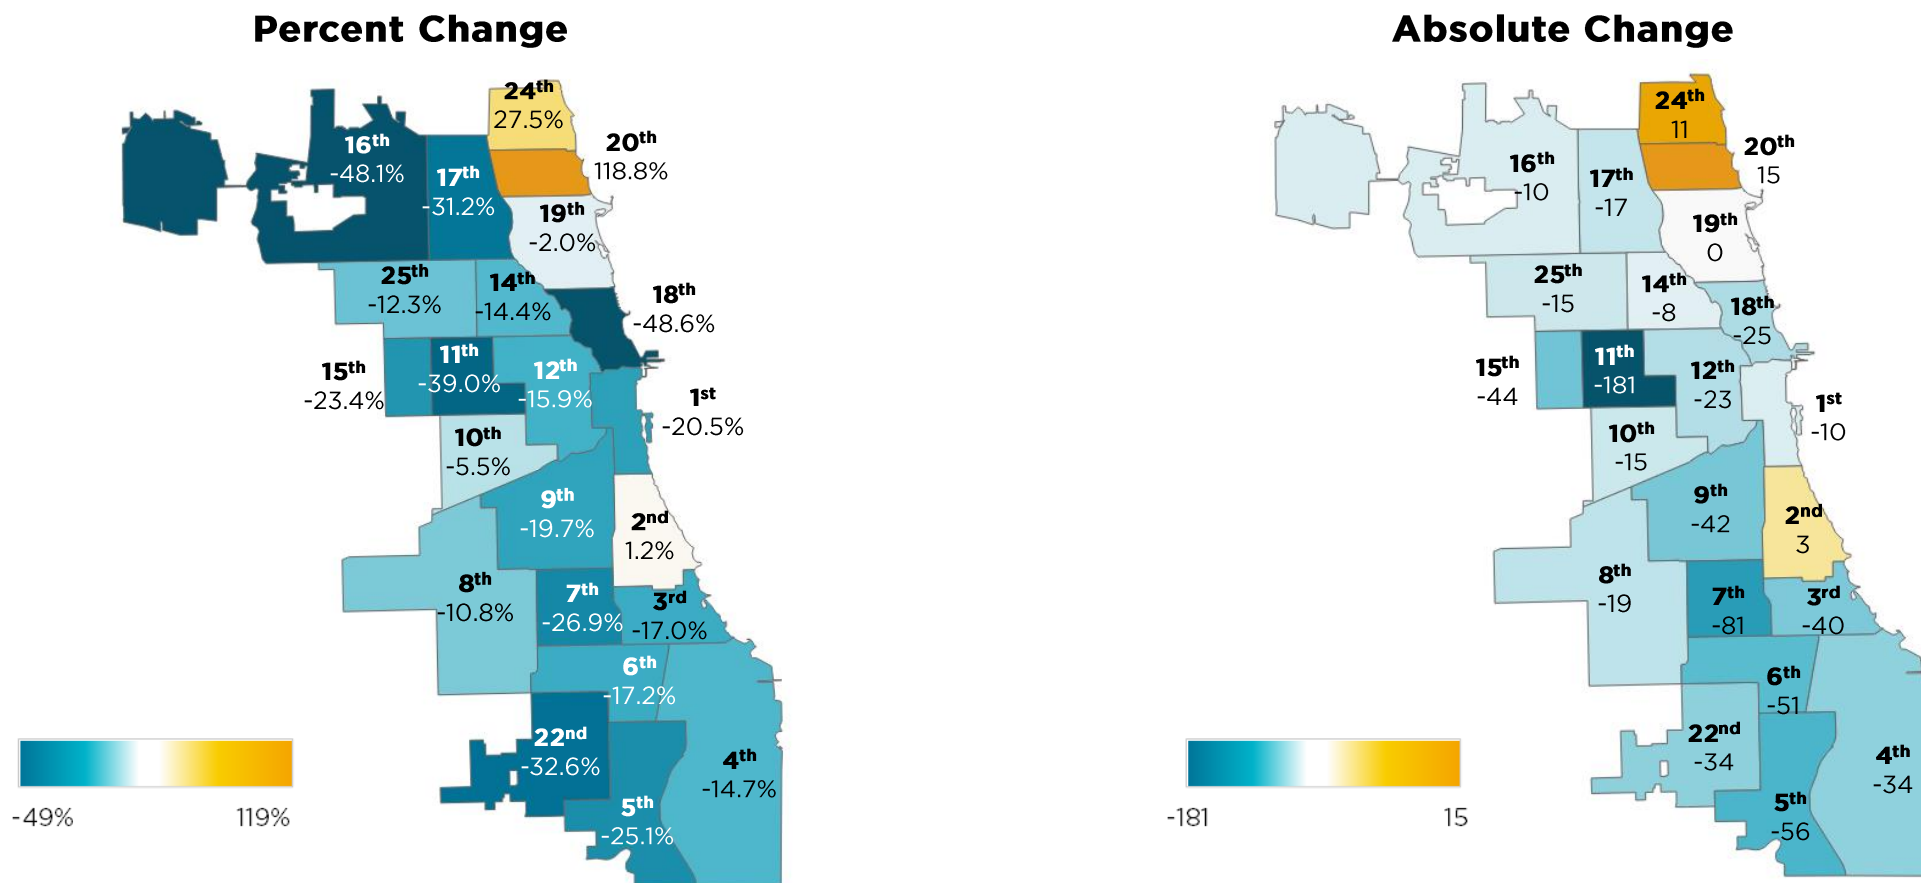 Percent Change
24th
27.5%
20th
118.8%
16th
-48.1%
17th
-31.2%
19th
-2.0%
25th
-12.3%
14th
-14.4%
18th
-48.6%
15th
-23.4%
11th
-39.0%
12th
-15.9%
1st
-20.5%
10th
-5.5%
9th
-19.7%
2nd
1.2%
8th
-10.8%
7th
-26.9%
3rd
-17.0%
6th
-17.2%
22nd
-32.6%
4th
-14.7%
5th
-25.1%
-49%
119%
Absolute Change
24th
11
20th
15
16th
-10
17th
-17
19th
0
25th
-15
14th
-8
18th
-25
15th
-44
11th
-181
12th
-23
1st
-10
10th
-15
9th
-42
2nd
3
8th
-19
7th
-81
3rd
-40
6th
-51
22nd
-34
4th
-34
5th
-56
-181
15